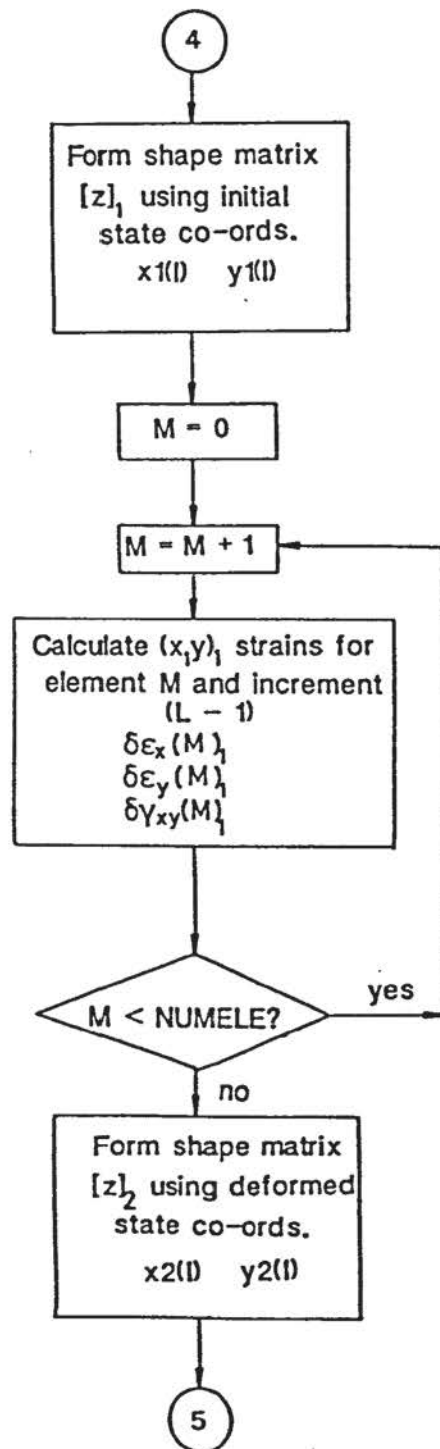 4
Form shape matrix
[z]₁ using initial
state co-ords.
x1(I) y1(I)
M = 0
M = M + 1
Calculate (x₁y)₁ strains for
element M and increment
(L - 1)
δεₓ(M)₁
δεᵧ(M)₁
δγₓᵧ(M)₁
M < NUMELE?
yes
no
Form shape matrix
[z]₂ using deformed
state co-ords.
x2(I) y2(I)
5